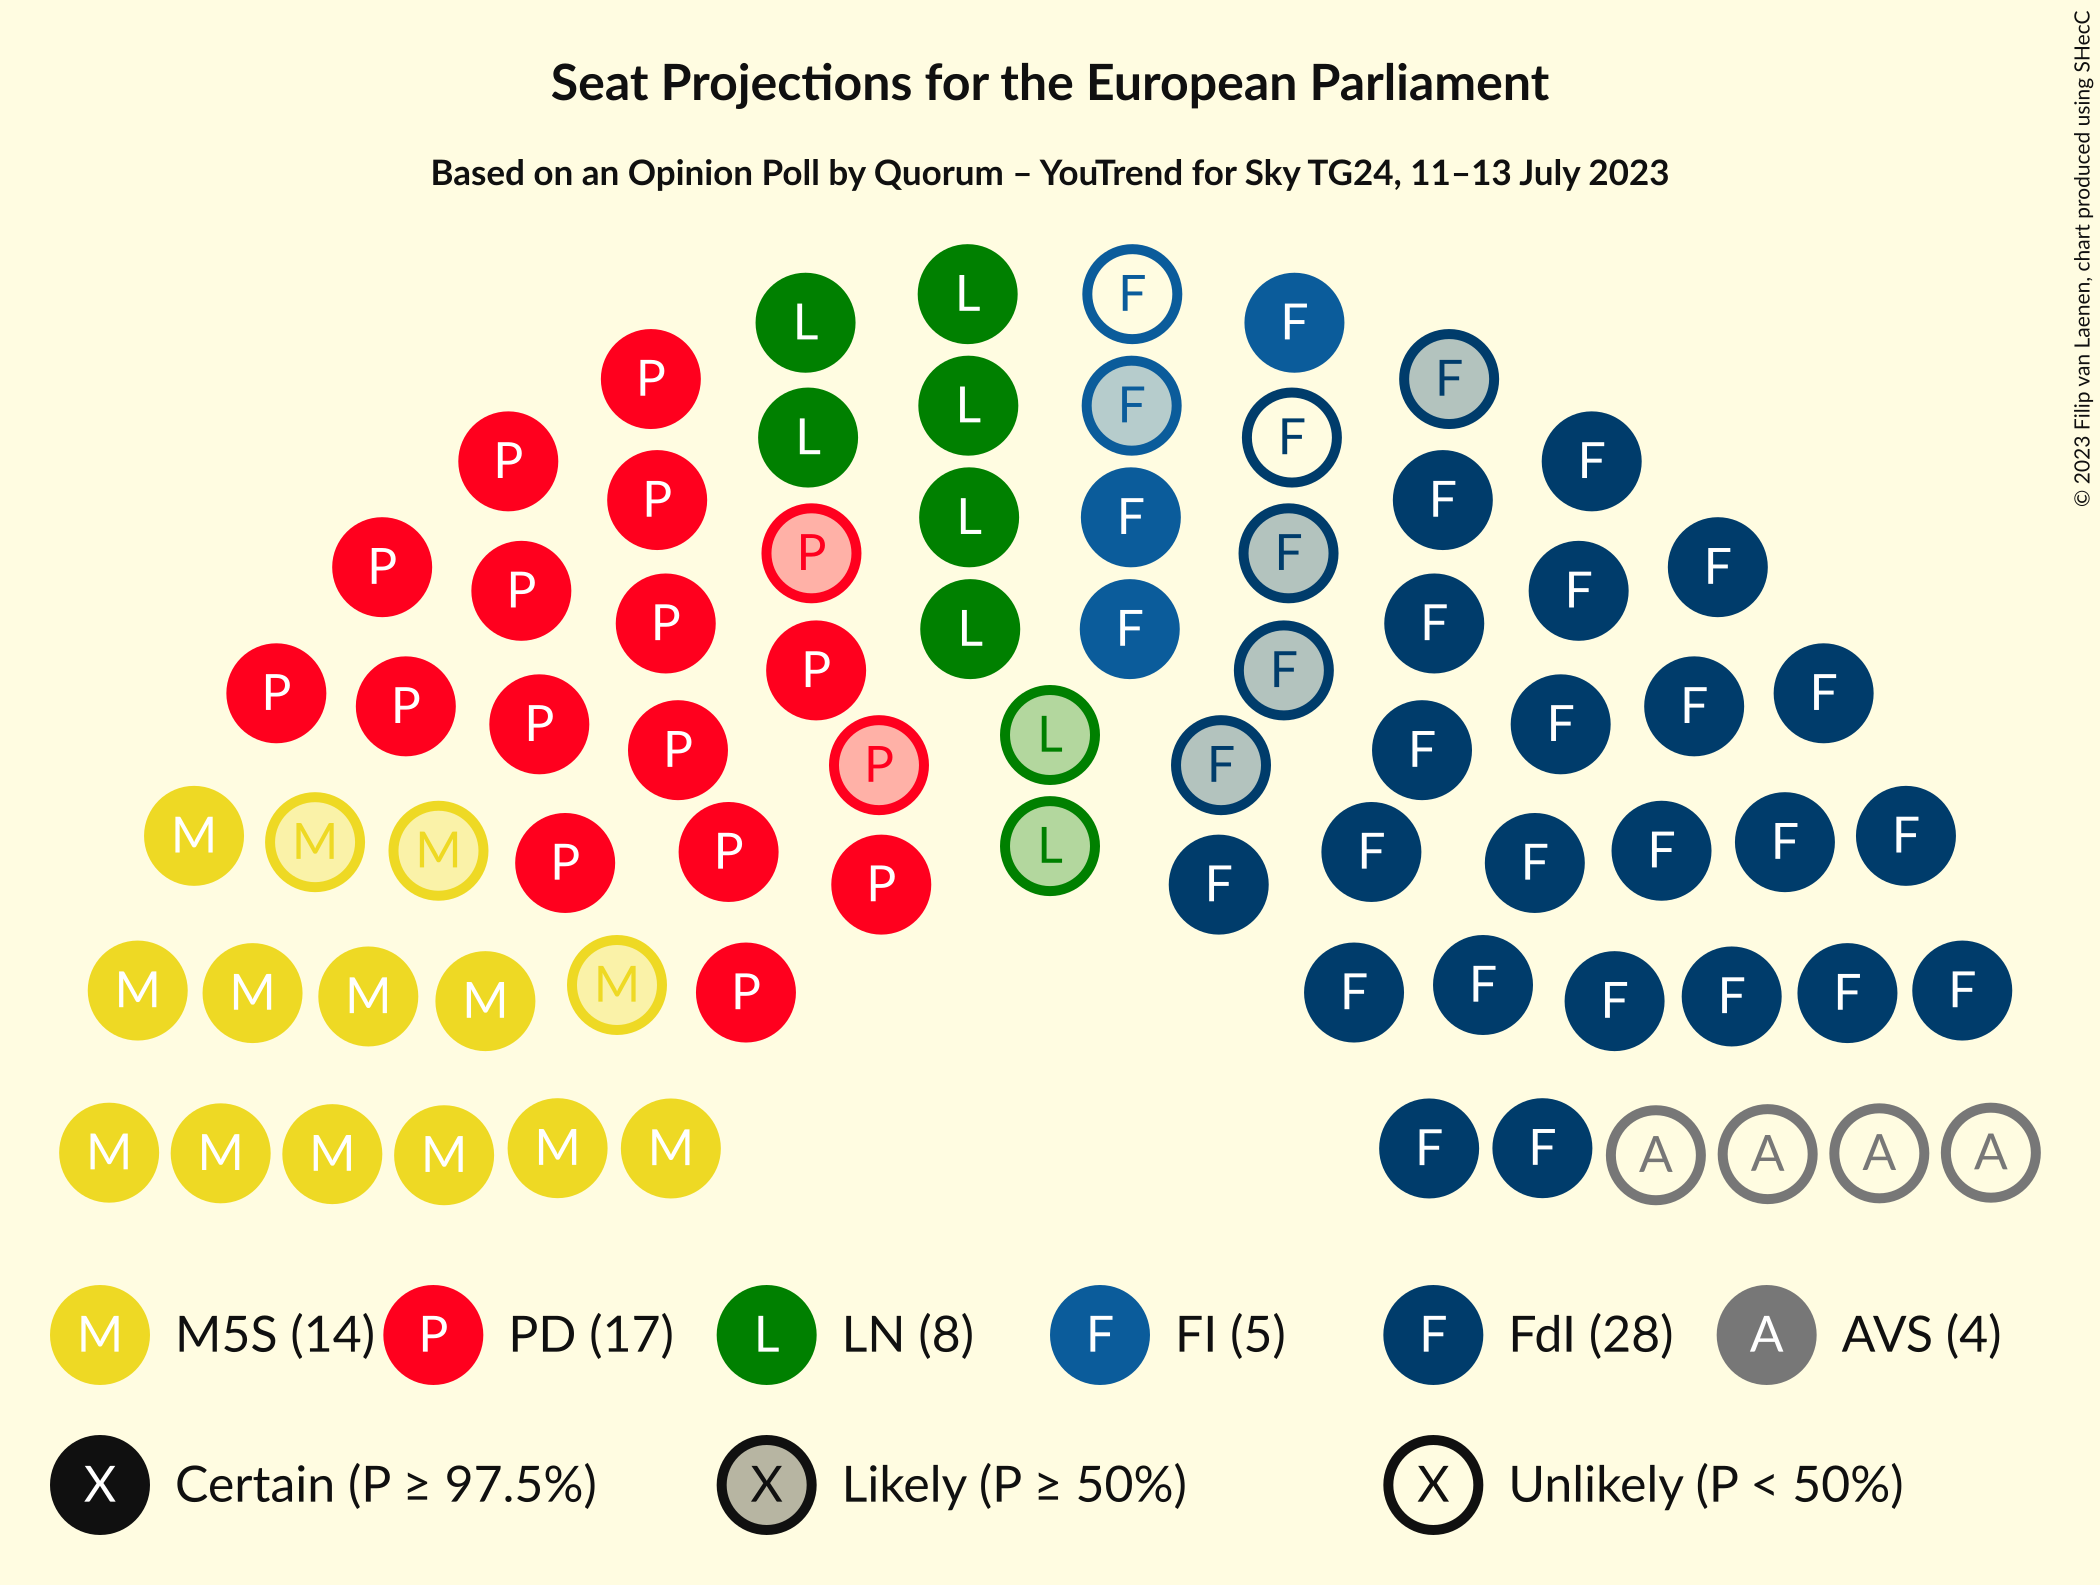 Seat Projections for the European Parliament
Based on an Opinion Poll by Quorum – YouTrend for Sky TG24, 11–13 July 2023
© 2023 Filip van Laenen, chart produced using SHecC
L L F F
P L F F
P L L F F
P P P L F F F F
P P P F F F
P L F F
P P P P L F F F F F
P P P L F F F F
M M M P P P L F F F F F F
M M M M M P F F F F F F
M M M M M M F F A A A A
M M5S (14) P PD (17) L LN (8) F FI (5) F FdI (28) A AVS (4)
X Certain (P ≥ 97.5%) X Likely (P ≥ 50%) X Unlikely (P < 50%)